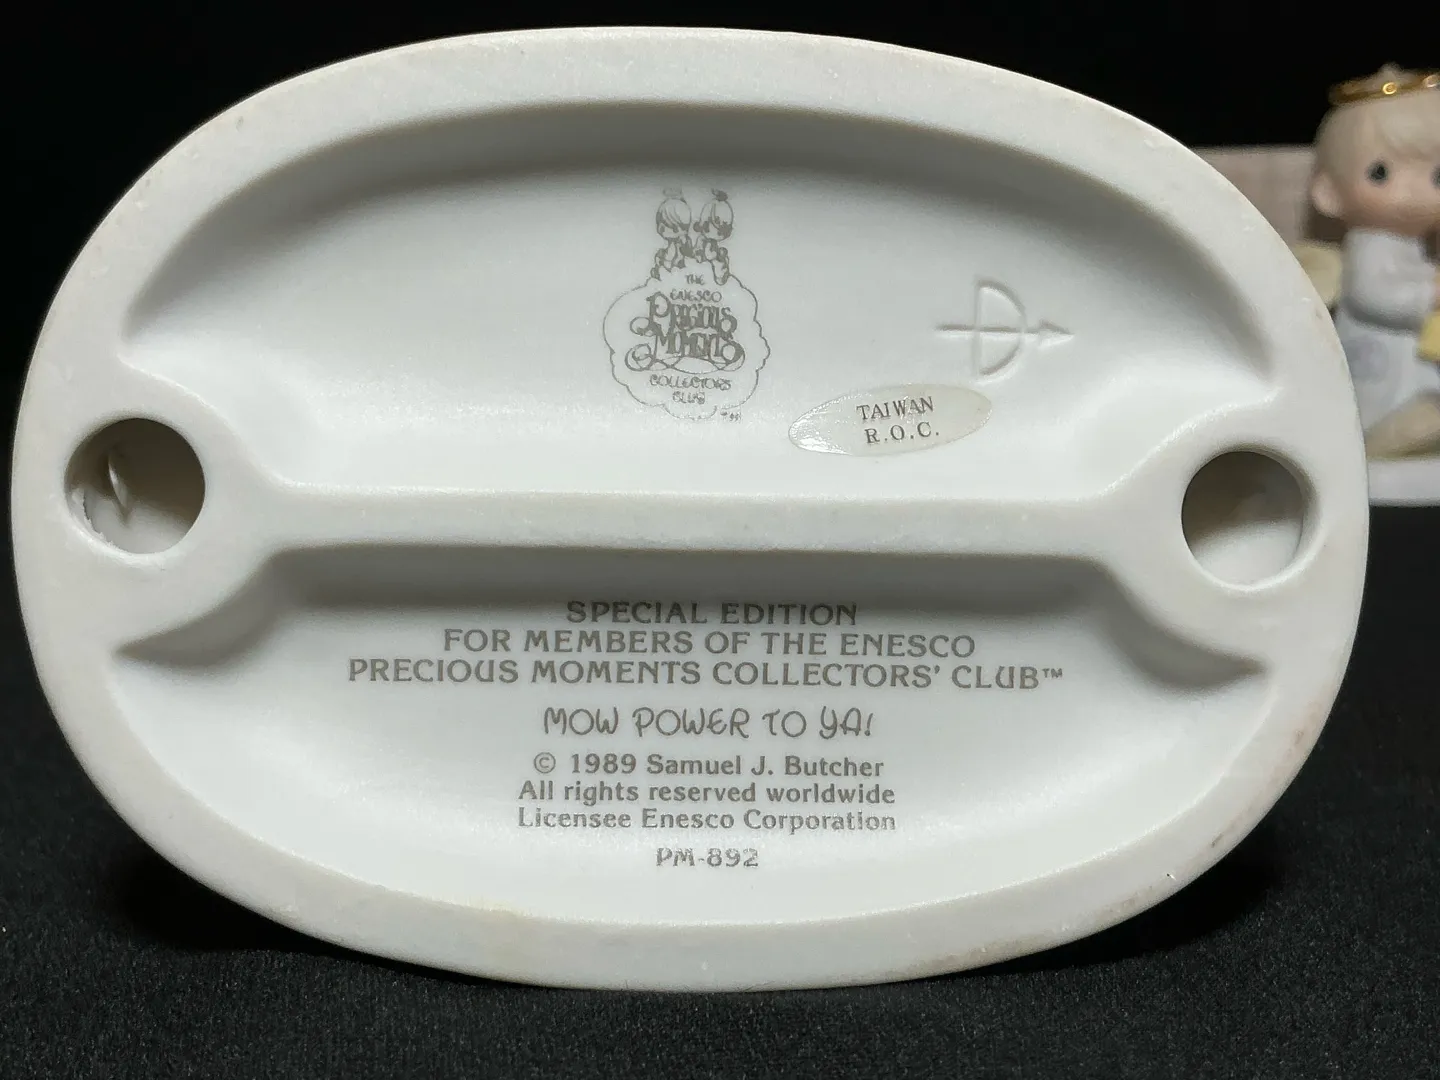 THE
ENESCO
PRECIOUS
MOMENTS
COLLECTORS
CLUB
TM
TAIWAN
R.O.C.
SPECIAL EDITION
FOR MEMBERS OF THE ENESCO
PRECIOUS MOMENTS COLLECTORS' CLUB™
MOW POWER TO YA!
© 1989 Samuel J. Butcher
All rights reserved worldwide
Licensee Enesco Corporation
PM-892